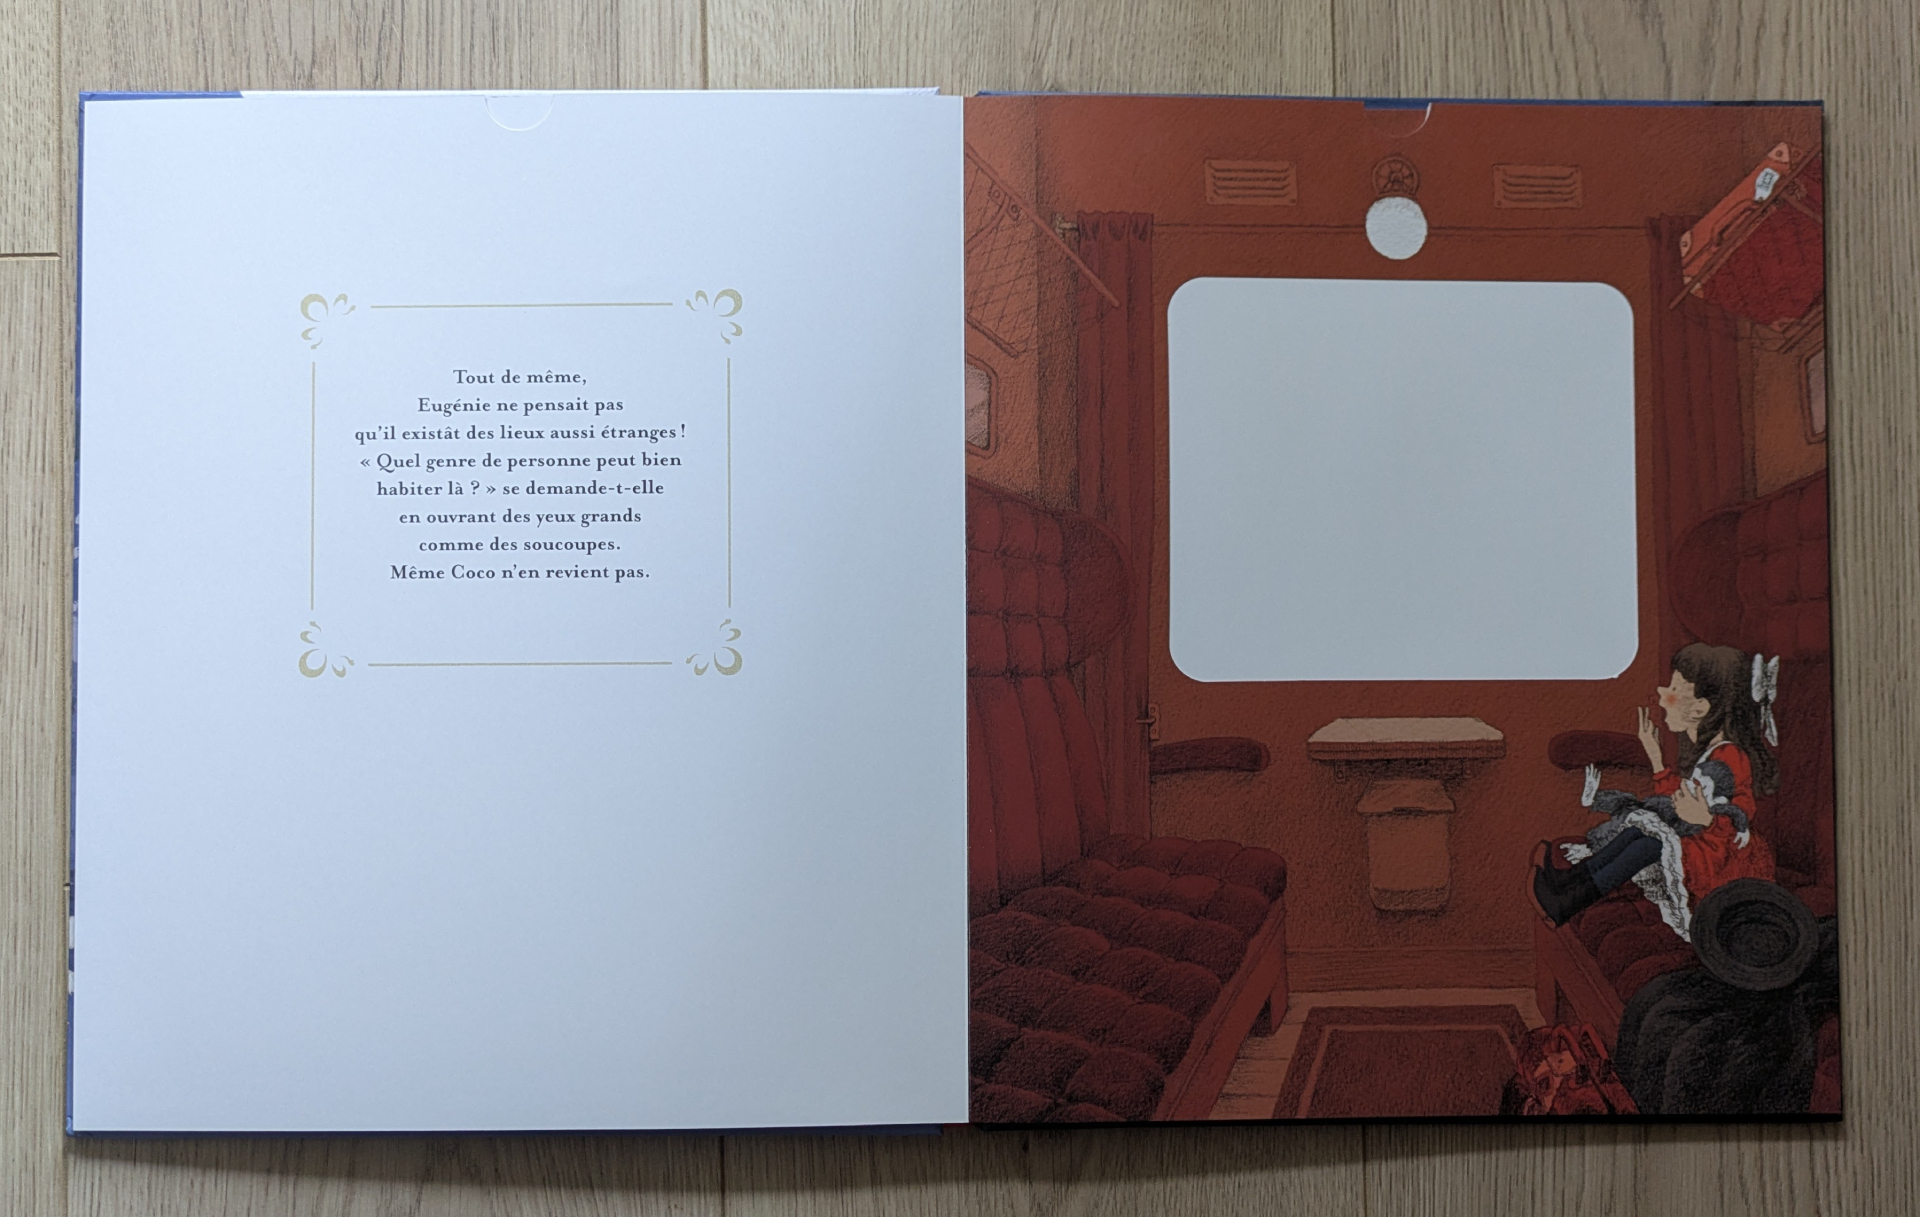 Tout de même,
Eugénie ne pensait pas
qu'il existât des lieux aussi étranges !
« Quel genre de personne peut bien
habiter là ? » se demande-t-elle
en ouvrant des yeux grands
comme des soucoupes.
Même Coco n'en revient pas.